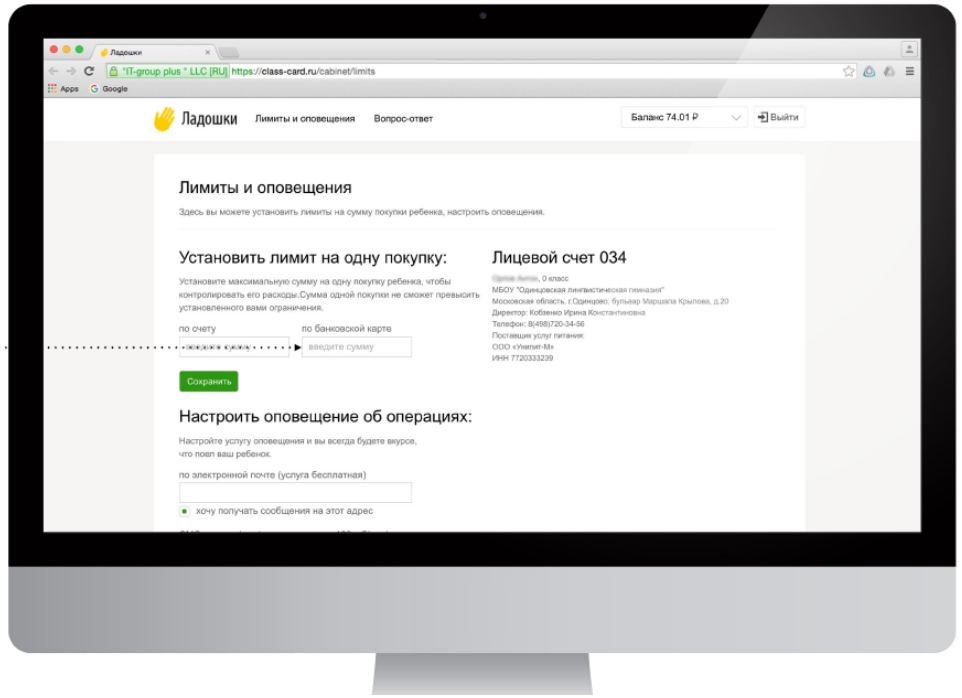 Ладошки
"IT-group plus " LLC [RU] https://class-card.ru/cabinet/limits
Apps Google
Ладошки Лимиты и оповещения Вопрос-ответ Баланс 74.01 ₽ Выйти
Лимиты и оповещения
Здесь вы можете установить лимиты на сумму покупки ребенка, настроить оповещения.
Установить лимит на одну покупку:
Установите максимальную сумму на одну покупку ребенка, чтобы
контролировать его расходы.Сумма одной покупки не сможет превысить
установленного вами ограничения.
по счету по банковской карте
введите сумму введите сумму
Сохранить
Лицевой счет 034
, 0 класс
МБОУ "Одинцовская лингвистическая гимназия"
Московская область, г.Одинцово, бульвар Маршала Крылова, д.20
Директор: Кобзенко Ирина Константиновна
Телефон: 8(498)720-34-56
Поставщик услуг питания:
ООО «Унипит-М»
ИНН 7720333239
Настроить оповещение об операциях:
Настройте услугу оповещения и вы всегда будете вкурсе,
что поел ваш ребенок.
по электронной почте (услуга бесплатная)
хочу получать сообщения на этот адрес